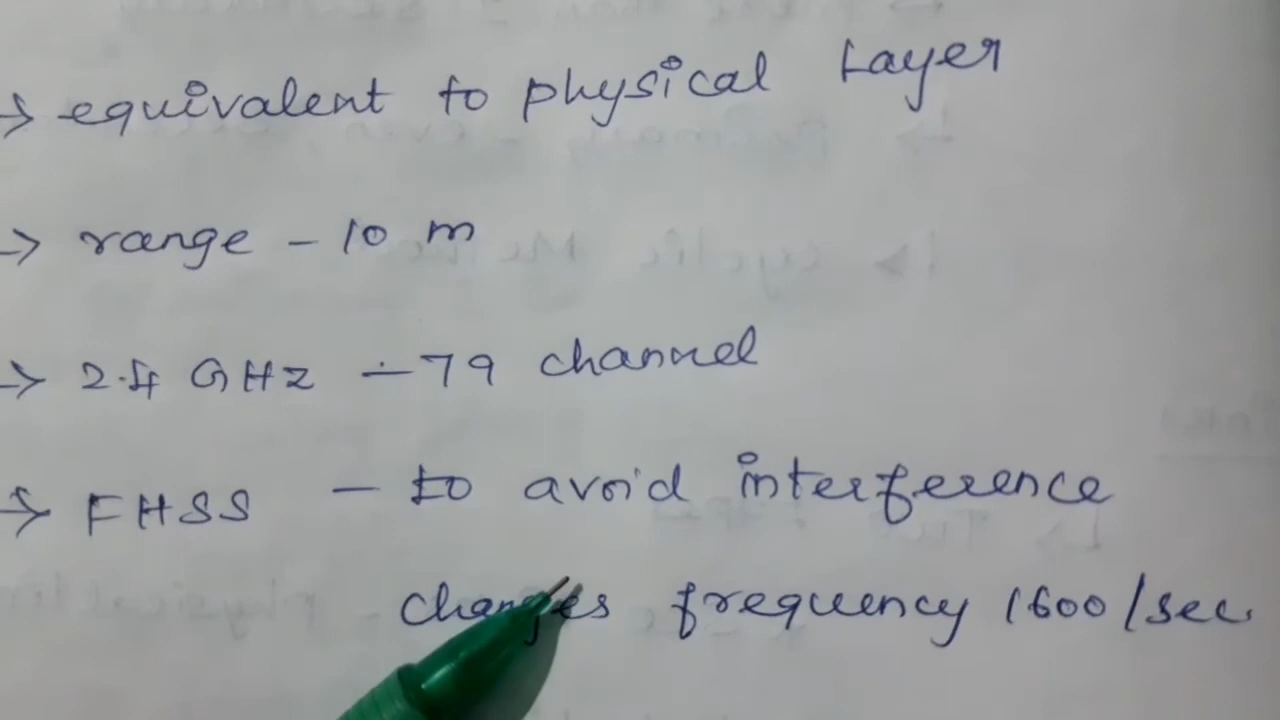 → equivalent to physical Layer
→ range - 10 m
→ 2.4 GHz - 79 channel
→ FHSS - to avoid interference
changes frequency 1600/sec.